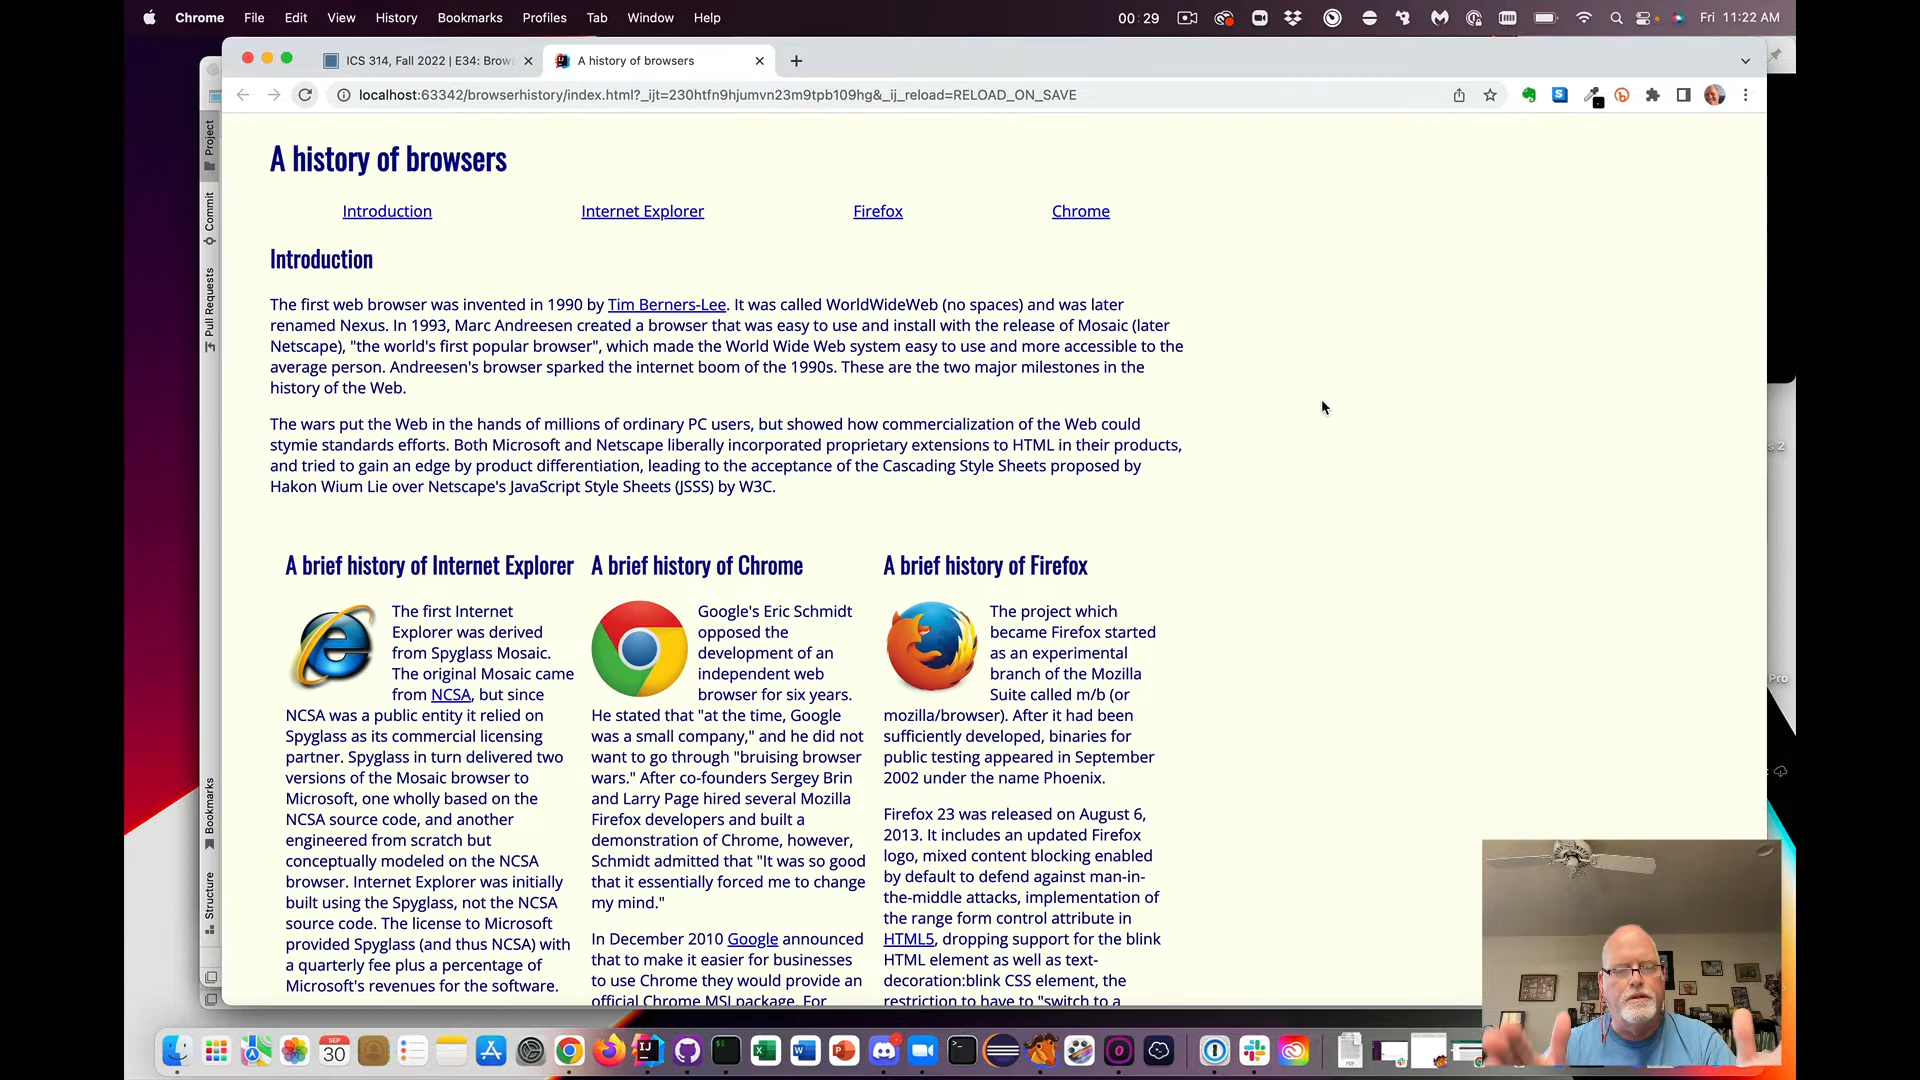 Chrome File Edit View History Bookmarks Profiles Tab Window Help 00:29 Fri 11:22 AM
ICS 314, Fall 2022 | E34: Brow
A history of browsers
localhost:63342/browserhistory/index.html?_ijt=230htfn9hjumvn23m9tpb109hg&_ij_reload=RELOAD_ON_SAVE
Project
Commit
Pull Requests
Bookmarks
Structure
A history of browsers
Introduction Internet Explorer Firefox Chrome
Introduction
The first web browser was invented in 1990 by Tim Berners-Lee. It was called WorldWideWeb (no spaces) and was later
renamed Nexus. In 1993, Marc Andreesen created a browser that was easy to use and install with the release of Mosaic (later
Netscape), "the world's first popular browser", which made the World Wide Web system easy to use and more accessible to the
average person. Andreesen's browser sparked the internet boom of the 1990s. These are the two major milestones in the
history of the Web.
The wars put the Web in the hands of millions of ordinary PC users, but showed how commercialization of the Web could
stymie standards efforts. Both Microsoft and Netscape liberally incorporated proprietary extensions to HTML in their products,
and tried to gain an edge by product differentiation, leading to the acceptance of the Cascading Style Sheets proposed by
Hakon Wium Lie over Netscape's JavaScript Style Sheets (JSSS) by W3C.
A brief history of Internet Explorer
The first Internet
Explorer was derived
from Spyglass Mosaic.
The original Mosaic came
from NCSA, but since
NCSA was a public entity it relied on
Spyglass as its commercial licensing
partner. Spyglass in turn delivered two
versions of the Mosaic browser to
Microsoft, one wholly based on the
NCSA source code, and another
engineered from scratch but
conceptually modeled on the NCSA
browser. Internet Explorer was initially
built using the Spyglass, not the NCSA
source code. The license to Microsoft
provided Spyglass (and thus NCSA) with
a quarterly fee plus a percentage of
Microsoft's revenues for the software.
A brief history of Chrome
Google's Eric Schmidt
opposed the
development of an
independent web
browser for six years.
He stated that "at the time, Google
was a small company," and he did not
want to go through "bruising browser
wars." After co-founders Sergey Brin
and Larry Page hired several Mozilla
Firefox developers and built a
demonstration of Chrome, however,
Schmidt admitted that "It was so good
that it essentially forced me to change
my mind."
In December 2010 Google announced
that to make it easier for businesses
to use Chrome they would provide an
official Chrome MSI package. For
A brief history of Firefox
The project which
became Firefox started
as an experimental
branch of the Mozilla
Suite called m/b (or
mozilla/browser). After it had been
sufficiently developed, binaries for
public testing appeared in September
2002 under the name Phoenix.
Firefox 23 was released on August 6,
2013. It includes an updated Firefox
logo, mixed content blocking enabled
by default to defend against man-in-
the-middle attacks, implementation of
the range form control attribute in
HTML5, dropping support for the blink
HTML element as well as text-
decoration:blink CSS element, the
restriction to have to "switch to a
s 2
Pro
SEP
30